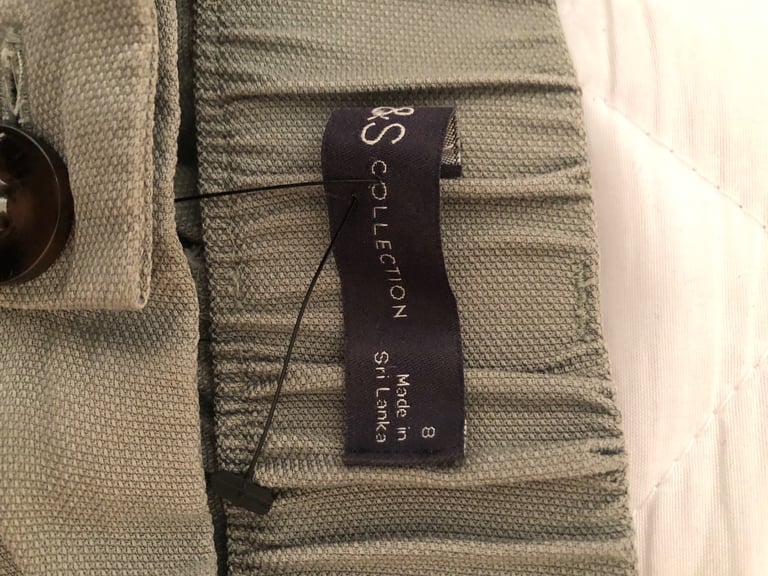 &S
COLLECTION
8
Made in
Sri Lanka